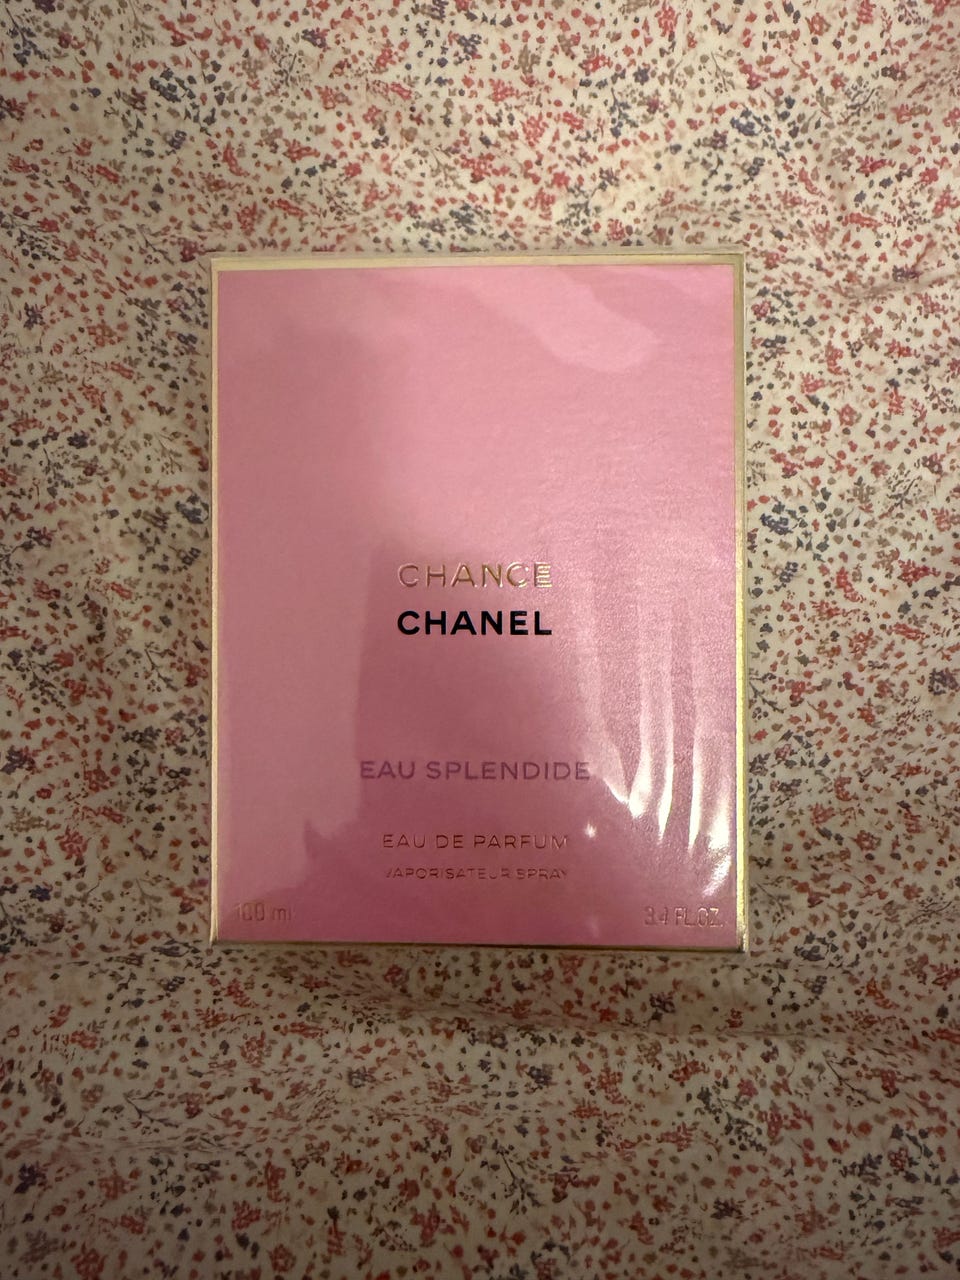 CHANCE
CHANEL
EAU SPLENDIDE
EAU DE PARFUM
VAPORISATEUR SPRAY
100 ml
3.4 FL.OZ.